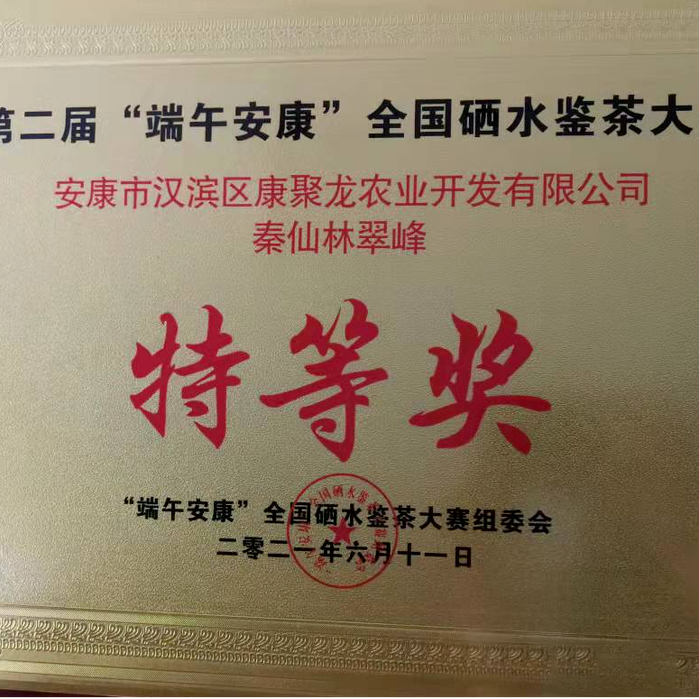 第二届“端午安康”全国硒水鉴茶大
安康市汉滨区康聚龙农业开发有限公司
秦仙林翠峰
特等奖
“端午安康”全国硒水鉴茶大赛组委会
二零二一年六月十一日